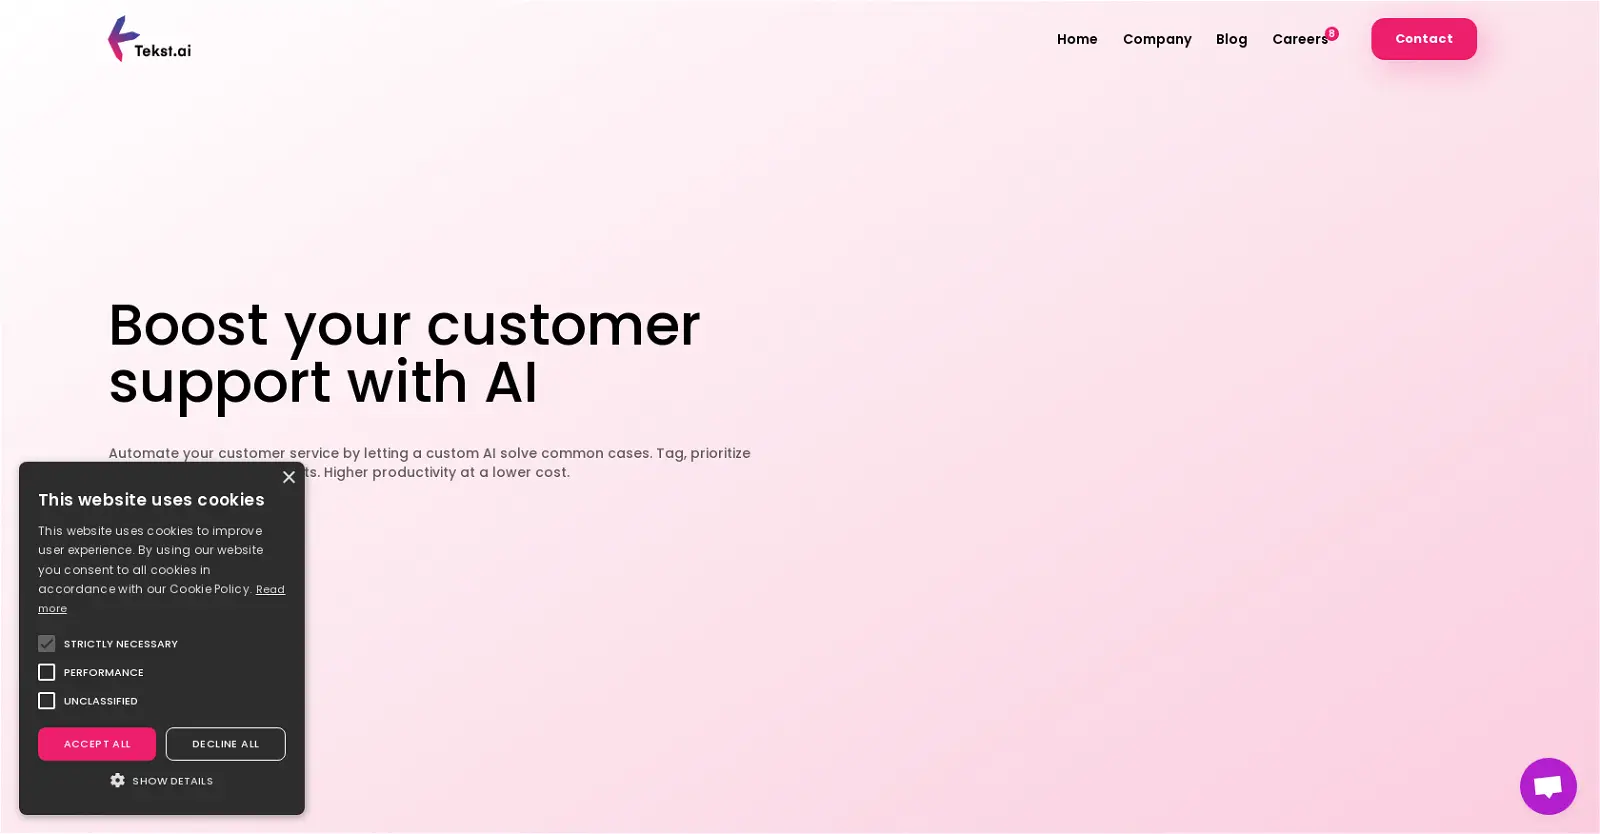 Tekst.ai
Home
Company
Blog
Careers
8
Contact
Boost your customer
support with AI
Automate your customer service by letting a custom AI solve common cases. Tag, prioritize
Higher productivity at a lower cost.
×
This website uses cookies
This website uses cookies to improve
user experience. By using our website
you consent to all cookies in
accordance with our Cookie Policy. Read
more
STRICTLY NECESSARY
PERFORMANCE
UNCLASSIFIED
ACCEPT ALL
DECLINE ALL
SHOW DETAILS